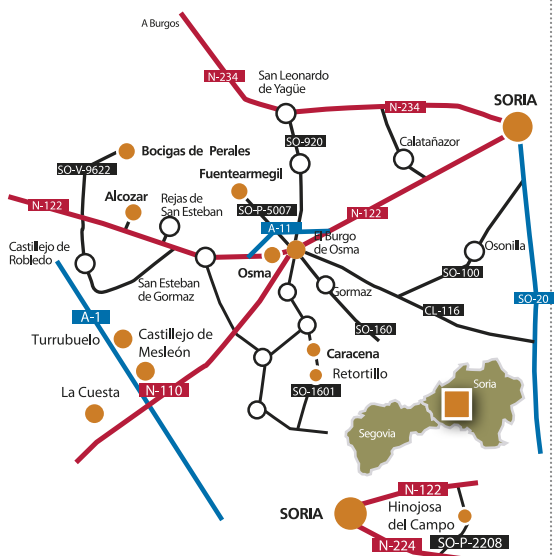 A Burgos
N-234
San Leonardo
de Yagüe
N-234
SORIA
SO-920
Calatañazor
Bocigas de Perales
SO-V-9622
Fuentearmegil
Alcozar
Rejas de
San Esteban
SO-P-5007
N-122
N-122
A-11
El Burgo
de Osma
Castillejo de
Robledo
Osma
Osonilla
SO-100
San Esteban
de Gormaz
Gormaz
SO-20
CL-116
A-1
Turrubuelo
Castillejo de
Mesleón
SO-160
Caracena
Retortillo
La Cuesta
N-110
SO-1601
Soria
Segovia
N-122
SORIA
Hinojosa
del Campo
N-224
SO-P-2208